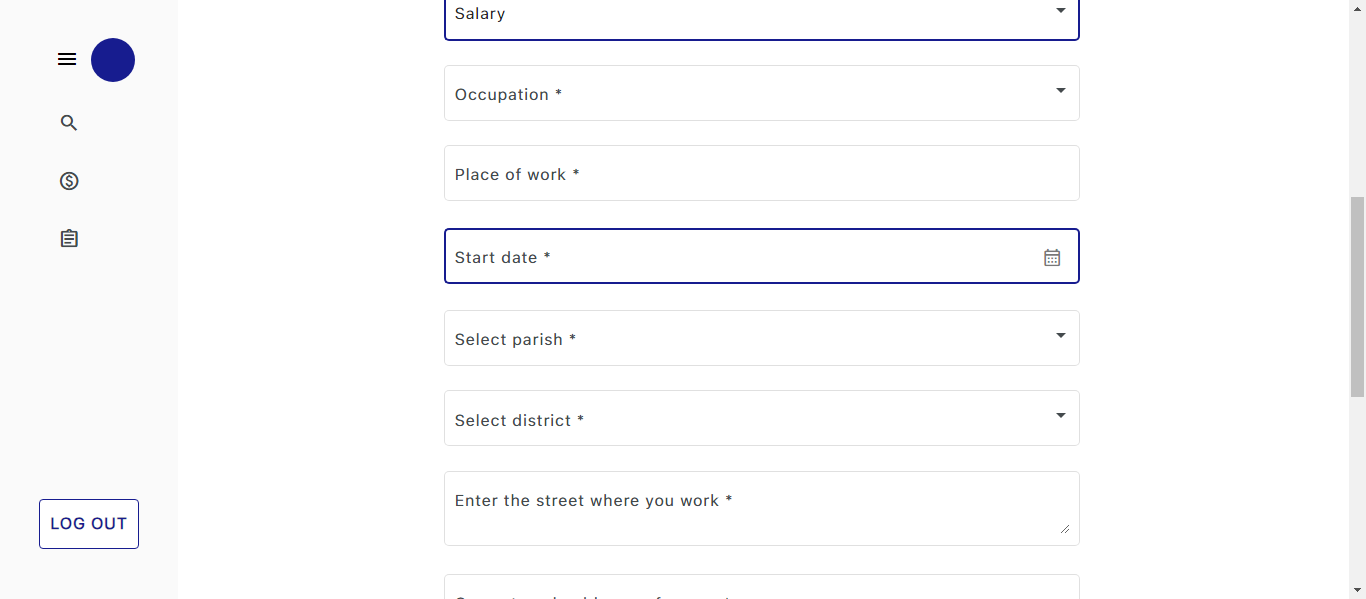 Salary
Occupation *
Place of work *
Start date *
Select parish *
Select district *
Enter the street where you work *
LOG OUT